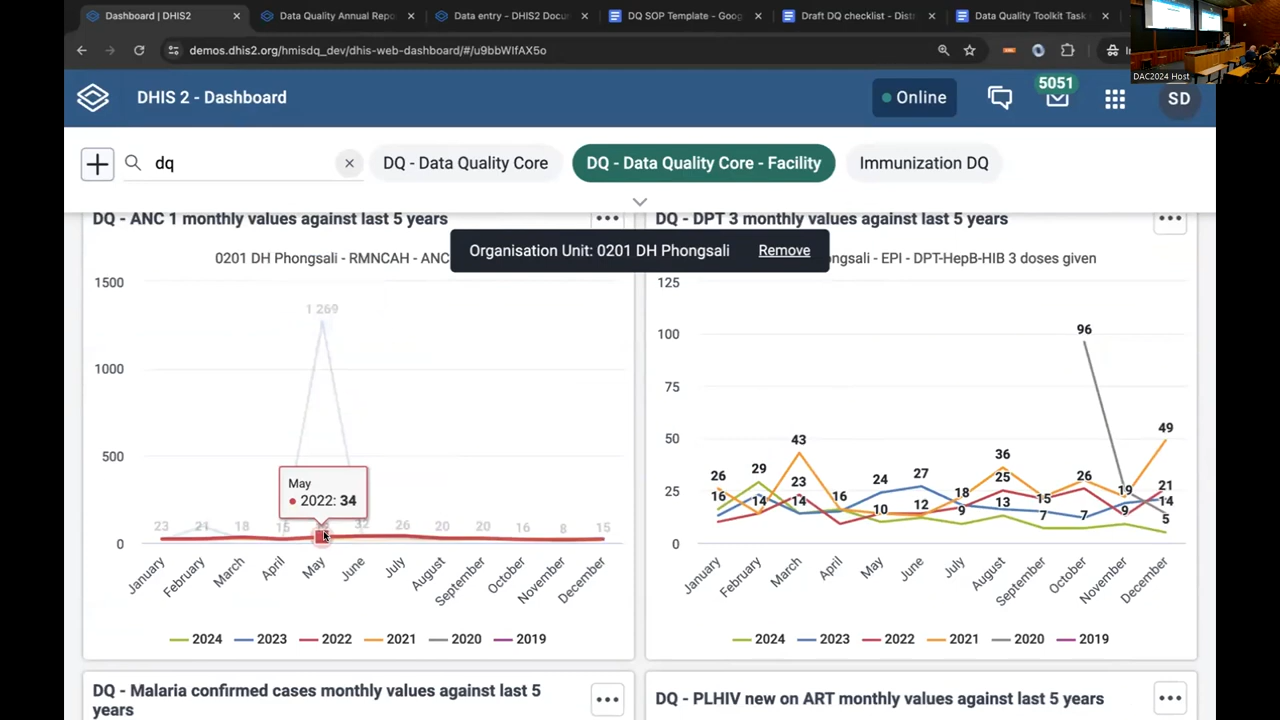 Dashboard | DHIS2
Data Quality Annual Repo
Data entry – DHIS2 Docu
DQ SOP Template - Goog
Draft DQ checklist - Dist
Data Quality Toolkit Task
demos.dhis2.org/hmisdq_dev/dhis-web-dashboard/#/u9bbWIfAX5o
DAC2024 Host
DHIS 2 - Dashboard
Online
5051
SD
dq
DQ - Data Quality Core
DQ - Data Quality Core - Facility
Immunization DQ
DQ - ANC 1 monthly values against last 5 years
DQ - DPT 3 monthly values against last 5 years
Organisation Unit: 0201 DH Phongsali Remove
0201 DH Phongsali - RMNCAH - ANC
ngsali - EPI - DPT-HepB-HIB 3 doses given
1500
1000
500
0
1 269
May
2022: 34
23 21 18 15 32 26 20 20 16 8 15
January February March April May June July August September October November December
2024 2023 2022 2021 2020 2019
125
100
75
50
25
0
96
49
43
36
26 29 23 24 27 25 26 21
16 14 14 16 10 12 18 9 13 15 7 7 19 9 14 5
January February March April May June July August September October November December
2024 2023 2022 2021 2020 2019
DQ - Malaria confirmed cases monthly values against last 5
years
DQ - PLHIV new on ART monthly values against last 5 years